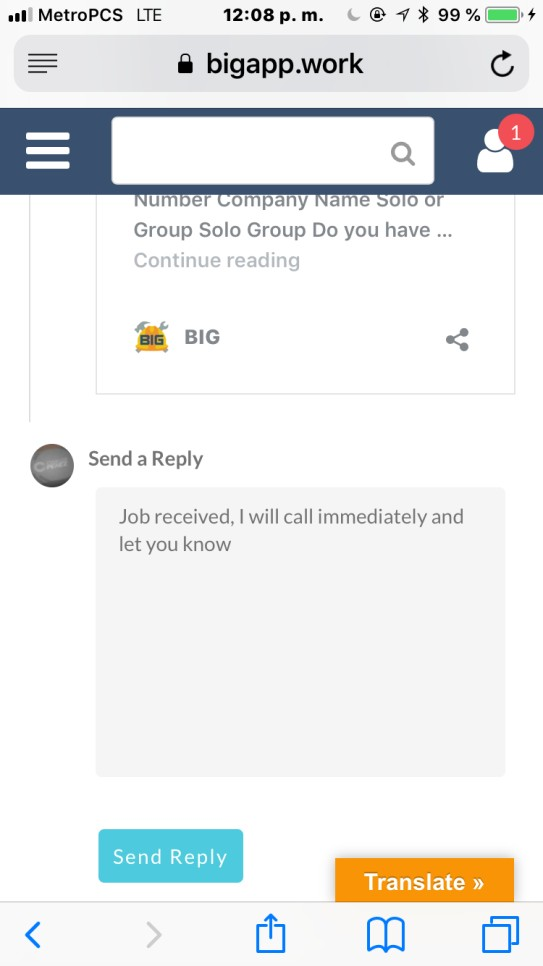 MetroPCS LTE 12:08 p. m. 99 %
bigapp.work
1
Number Company Name Solo or
Group Solo Group Do you have ...
Continue reading
BIG BIG
Send a Reply
Job received, I will call immediately and
let you know
Send Reply
Translate »